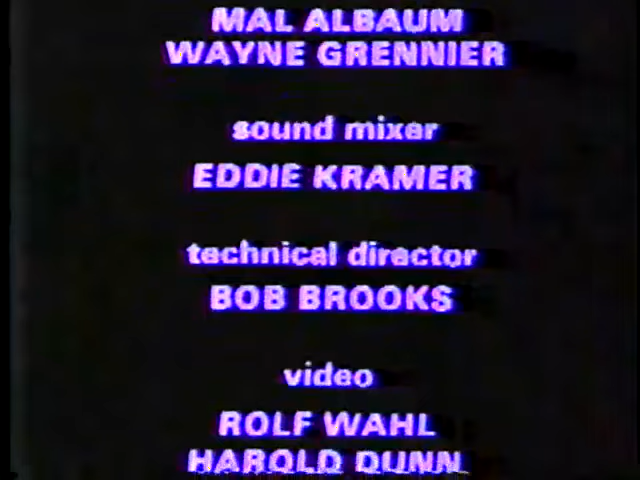 MAL ALBAUM
WAYNE GRENNIER
sound mixer
EDDIE KRAMER
technical director
BOB BROOKS
video
ROLF WAHL
HAROLD DUNN